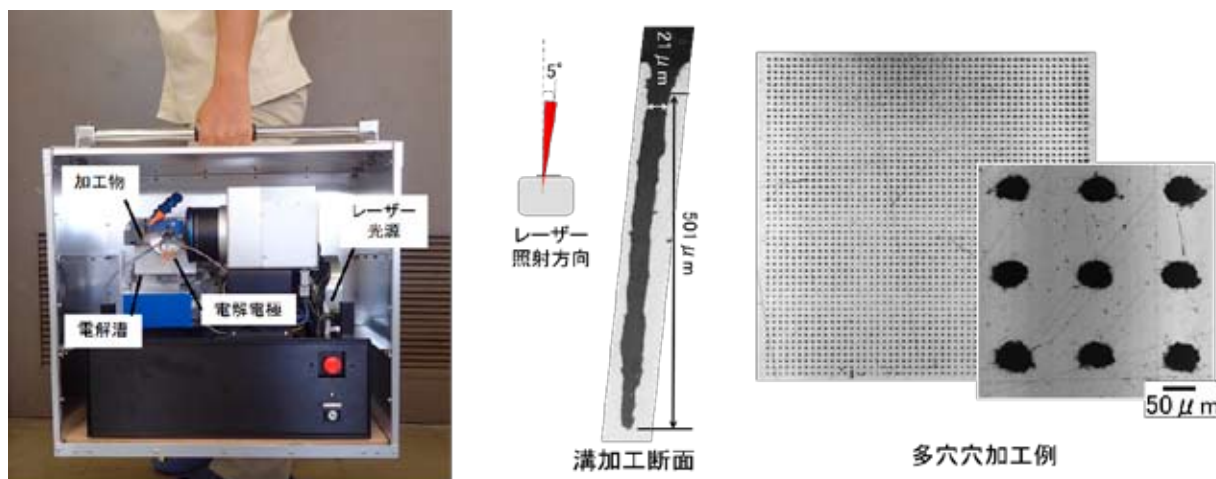 加工物
レーザー
光源
電解電極
電解漕
5°
レーザー
照射方向
21μm
501μm
溝加工断面
50μm
多穴穴加工例